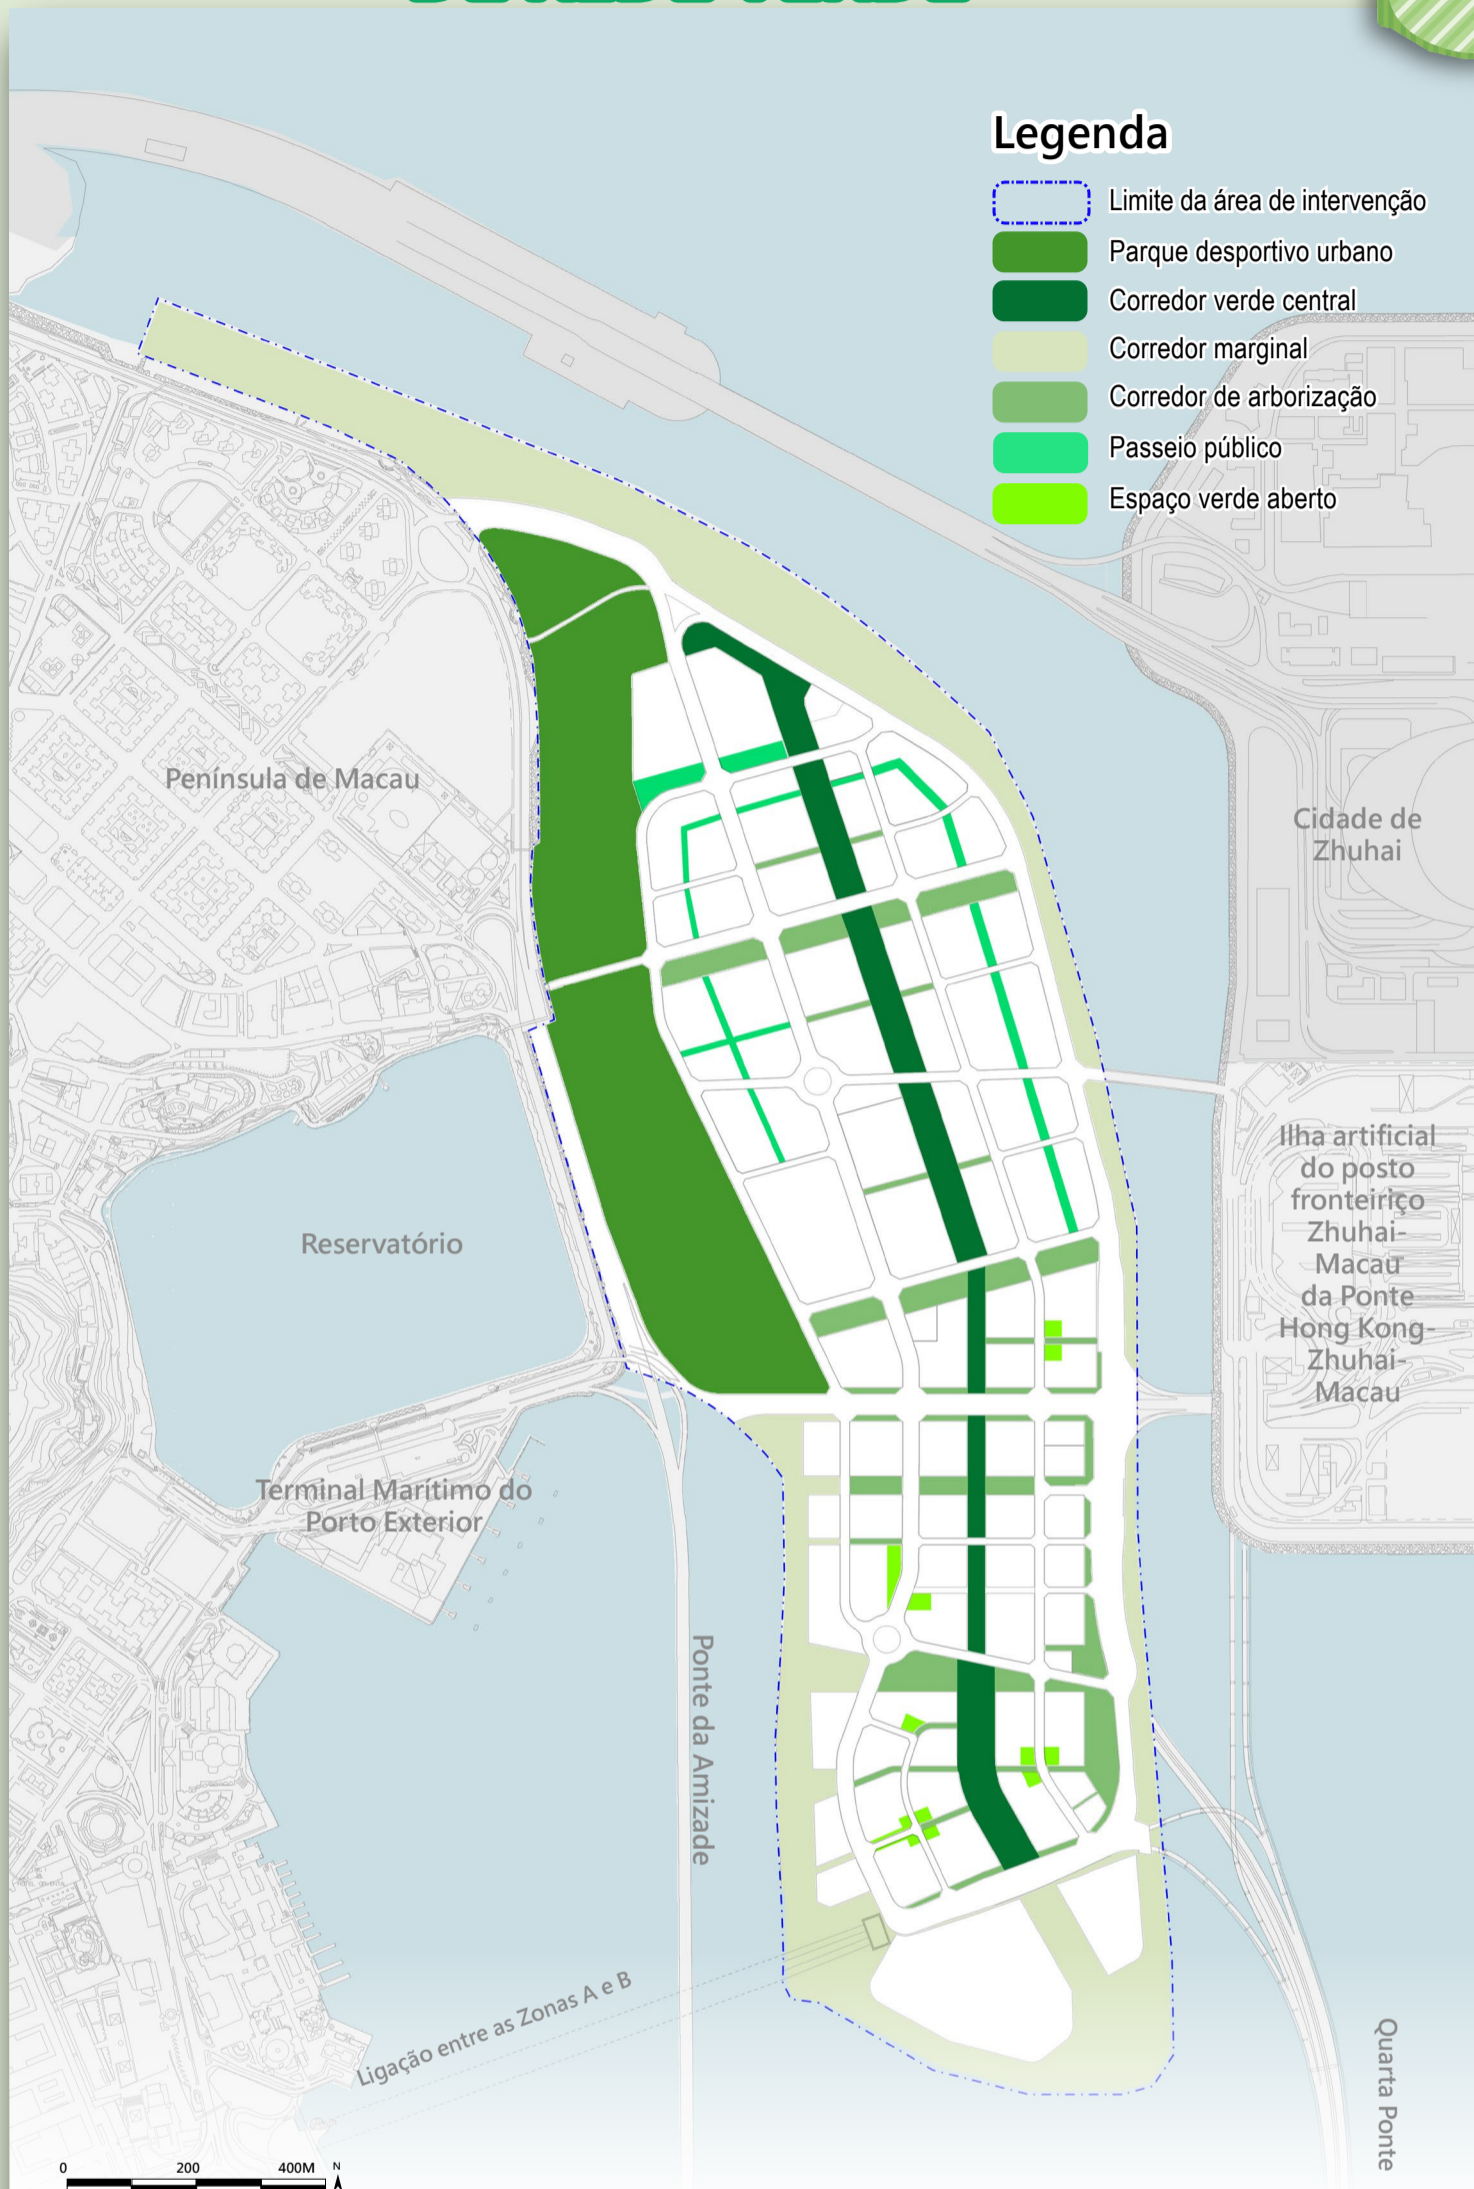 Legenda
Limite da área de intervenção
Parque desportivo urbano
Corredor verde central
Corredor marginal
Corredor de arborização
Passeio público
Espaço verde aberto
Península de Macau
Cidade de
Zhuhai
Ilha artificial
do posto
fronteiriço
Zhuhai-
Macau
da Ponte
Hong Kong-
Zhuhai-
Macau
Reservatório
Terminal Marítimo do
Porto Exterior
Ponte da Amizade
Ligação entre as Zonas A e B
Quarta Ponte
0 200 400M N